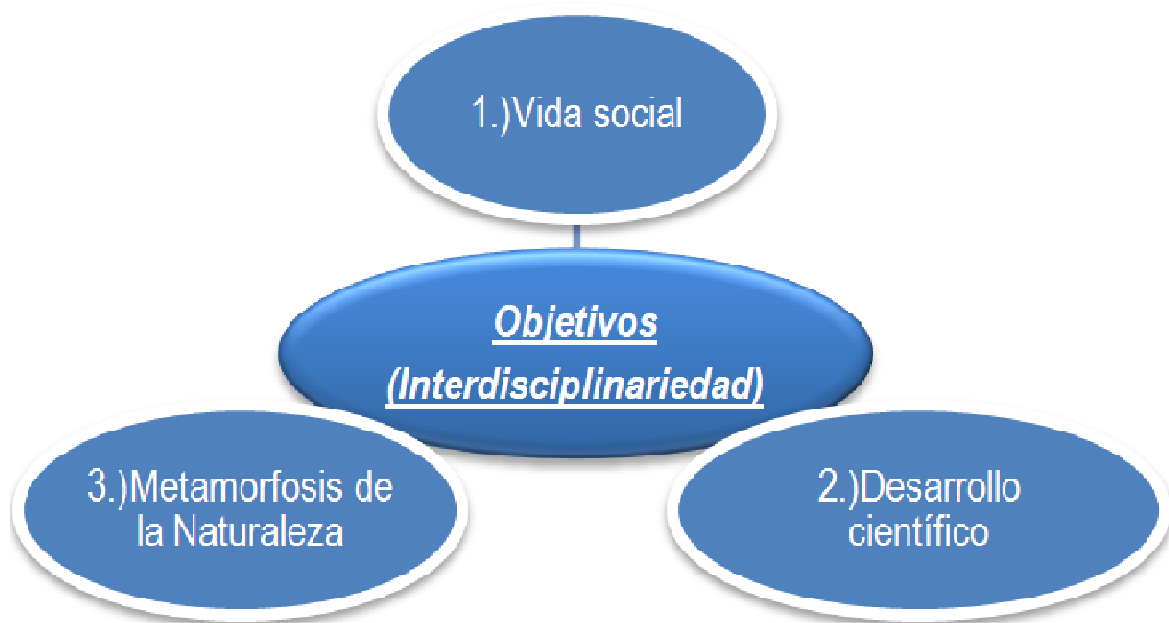 1.)Vida social
Objetivos
(Interdisciplinariedad)
3.)Metamorfosis de
la Naturaleza
2.)Desarrollo
científico